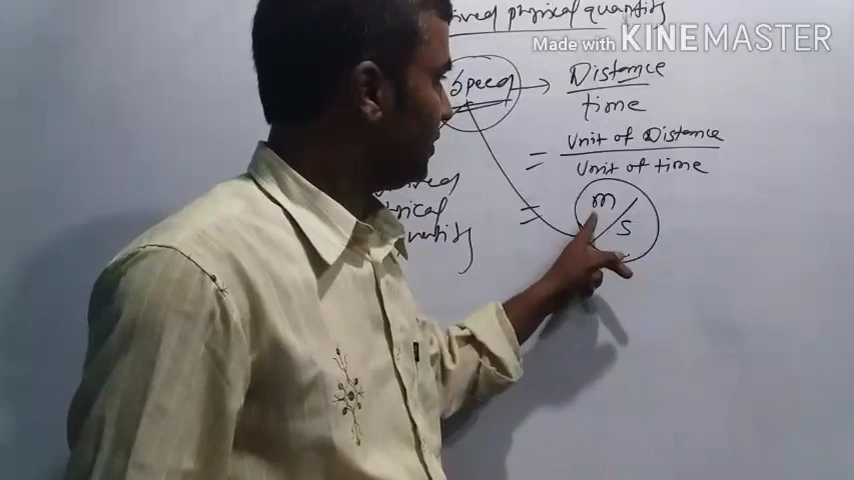 physical quantity
Made with KINEMASTER
Speed → Distance
time
= Unit of Distance
Unit of time
= m/s